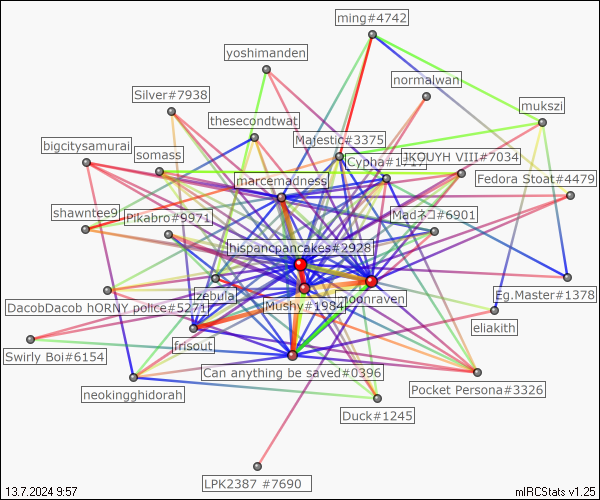 ming#4742
yoshimanden
normalwan
Silver#7938
mukszi
thesecondtwat
Majestic#3375
bigcitysamurai
somass
Cypha#1717
JKOUYH VIII#7034
marcemadness
Fedora Stoat#4479
shawntee9
Pikabro#9971
Madネコ#6901
hispancpancakes#2928
zebular
moonraven
Eg.Master#1378
DacobDacob hORNY police#5271
Mushy#1984
eliakith
frisout
Swirly Boi#6154
Can anything be saved#0396
neokingghidorah
Pocket Persona#3326
Duck#1245
LPK2387 #7690
13.7.2024 9:57
mIRCStats v1.25